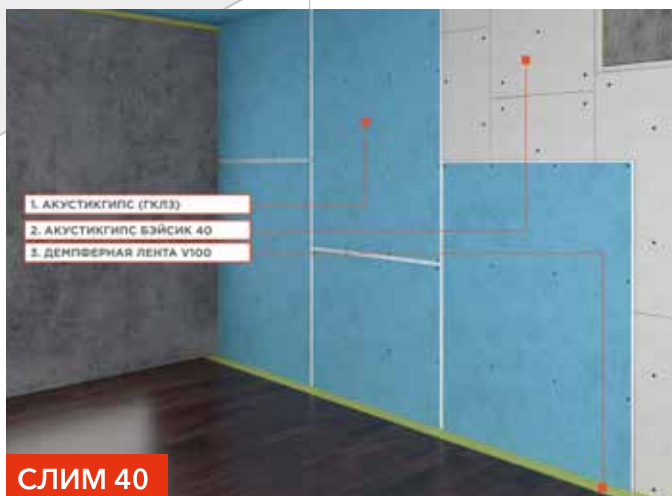 1. АКУСТИКГИПС (ГКЛЗ)
2. АКУСТИКГИПС БЭЙСИК 40
3. ДЕМПФЕРНАЯ ЛЕНТА V100
СЛИМ 40